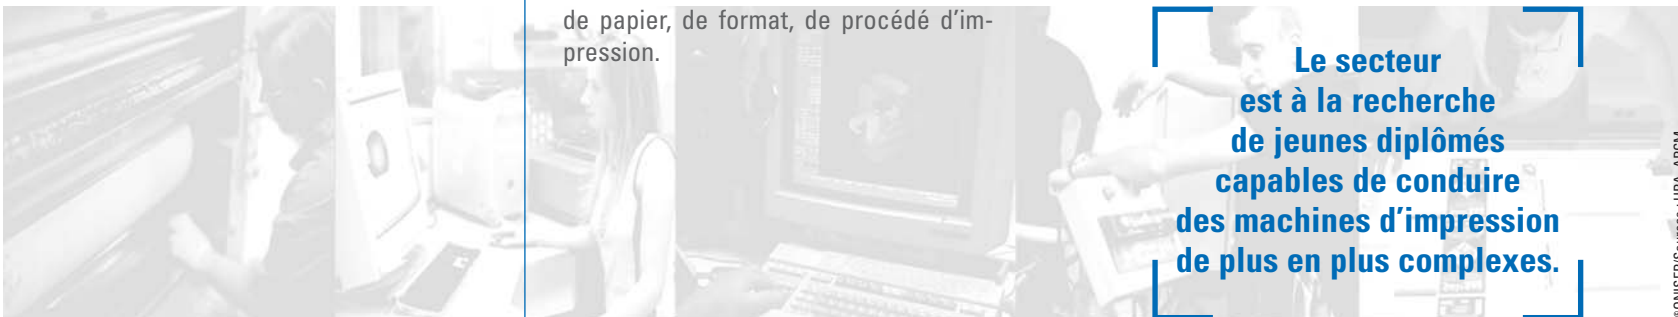 de papier, de format, de procédé d’im-
pression.
Le secteur
est à la recherche
de jeunes diplômés
capables de conduire
des machines d’impression
de plus en plus complexes.